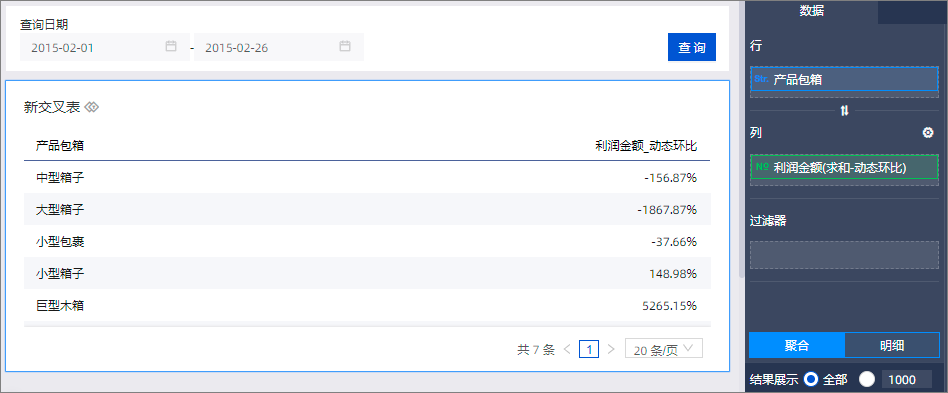 查询日期
2015-02-01 - 2015-02-26 查询
新交叉表
产品包箱 利润金额_动态环比
中型箱子 -156.87%
大型箱子 -1867.87%
小型包裹 -37.66%
小型箱子 148.98%
巨型木箱 5265.15%
共 7 条 < 1 > 20 条/页
数据
行
产品包箱
列
№ 利润金额(求和-动态环比)
过滤器
聚合 明细
结果展示 全部 1000